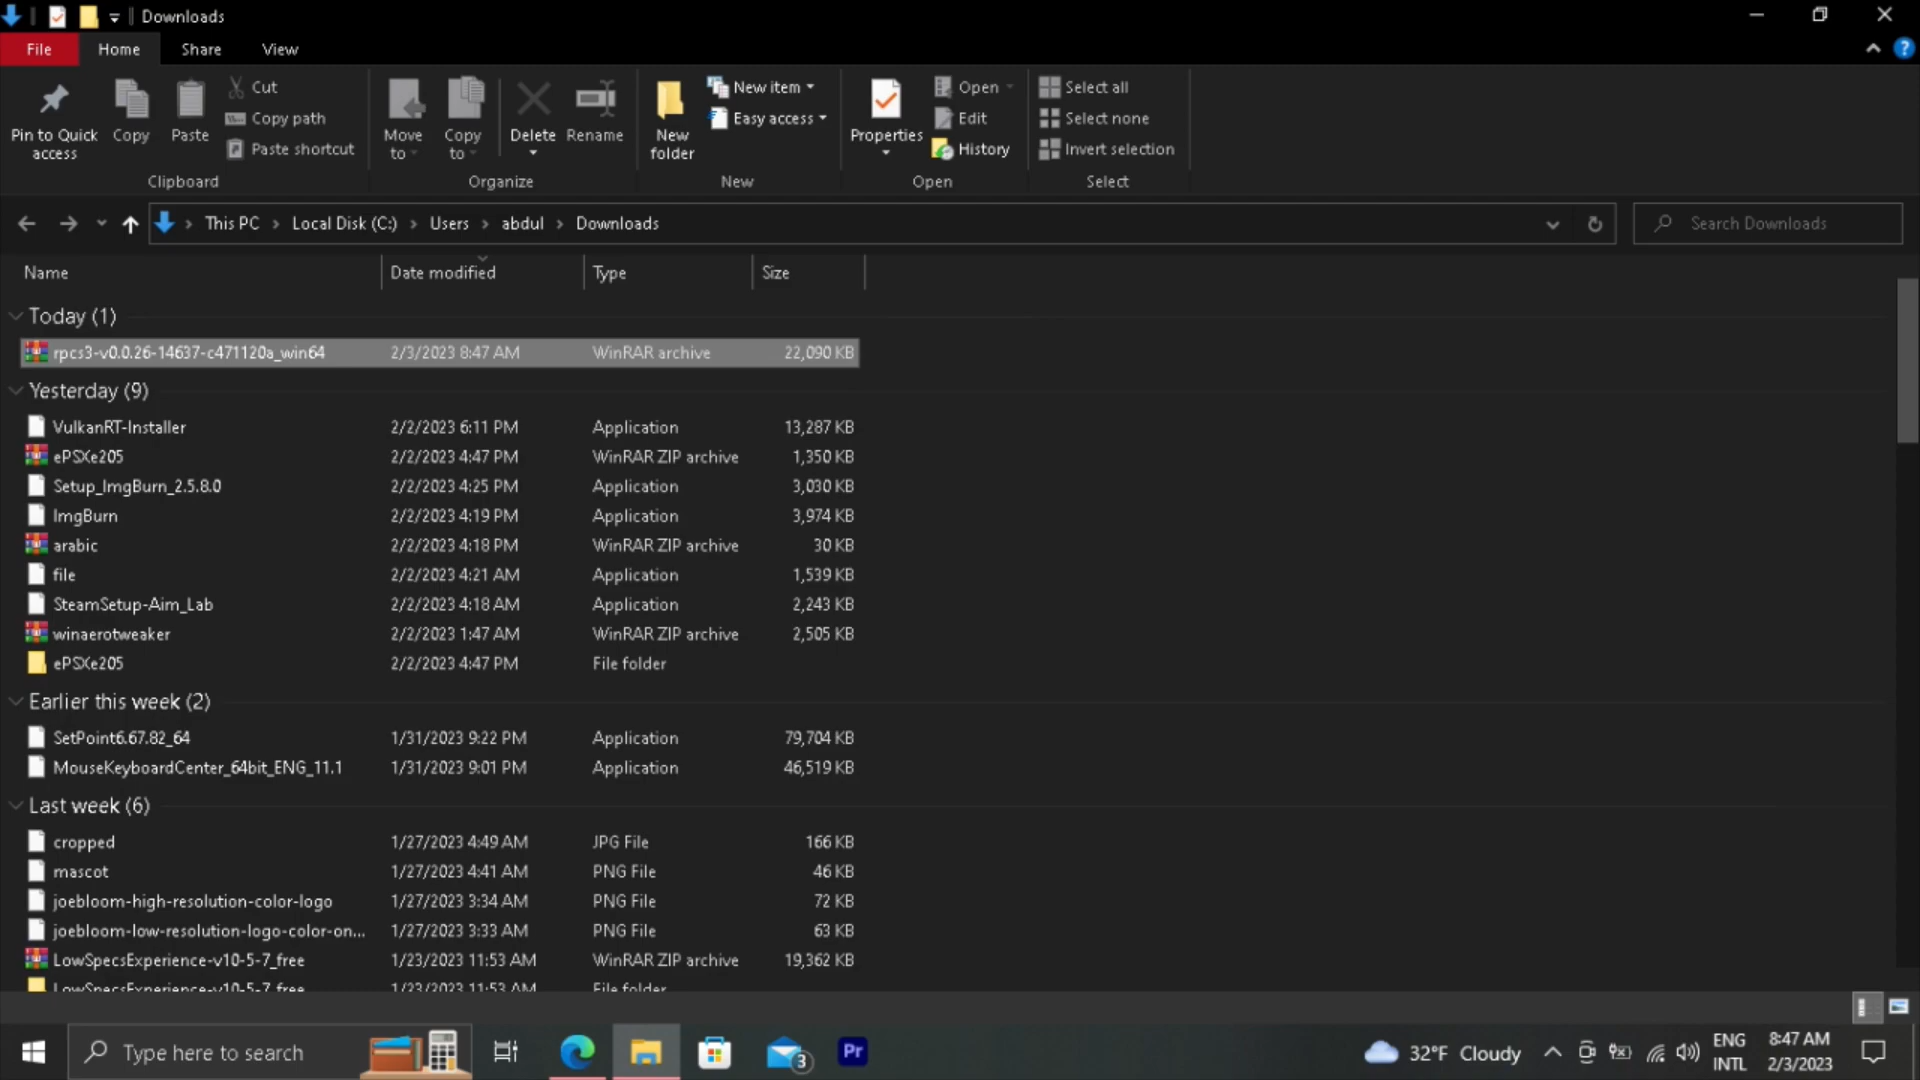 Downloads
File Home Share View
Pin to Quick access
Copy
Paste
Cut
Copy path
Paste shortcut
Clipboard
Move to
Copy to
Delete
Rename
Organize
New folder
New item
Easy access
New
Properties
Open
Edit
History
Open
Select all
Select none
Invert selection
Select
This PC > Local Disk (C:) > Users > abdul > Downloads
Search Downloads
Name Date modified Type Size
Today (1)
rpcs3-v0.0.26-14637-c471120a_win64 2/3/2023 8:47 AM WinRAR archive 22,090 KB
Yesterday (9)
VulkanRT-Installer 2/2/2023 6:11 PM Application 13,287 KB
ePSXe205 2/2/2023 4:47 PM WinRAR ZIP archive 1,350 KB
Setup_ImgBurn_2.5.8.0 2/2/2023 4:25 PM Application 3,030 KB
ImgBurn 2/2/2023 4:19 PM Application 3,974 KB
arabic 2/2/2023 4:18 PM WinRAR ZIP archive 30 KB
file 2/2/2023 4:21 AM Application 1,539 KB
SteamSetup-Aim_Lab 2/2/2023 4:18 AM Application 2,243 KB
winaerotweaker 2/2/2023 1:47 AM WinRAR ZIP archive 2,505 KB
ePSXe205 2/2/2023 4:47 PM File folder
Earlier this week (2)
SetPoint6.67.82_64 1/31/2023 9:22 PM Application 79,704 KB
MouseKeyboardCenter_64bit_ENG_11.1 1/31/2023 9:01 PM Application 46,519 KB
Last week (6)
cropped 1/27/2023 4:49 AM JPG File 166 KB
mascot 1/27/2023 4:41 AM PNG File 46 KB
joebloom-high-resolution-color-logo 1/27/2023 3:34 AM PNG File 72 KB
joebloom-low-resolution-logo-color-on... 1/27/2023 3:33 AM PNG File 63 KB
LowSpecsExperience-v10-5-7_free 1/23/2023 11:53 AM WinRAR ZIP archive 19,362 KB
LowSpecsExperience-v10-5-7_free 1/23/2023 11:53 AM File folder
Type here to search
3
Pr
32°F Cloudy
ENG
INTL
8:47 AM
2/3/2023